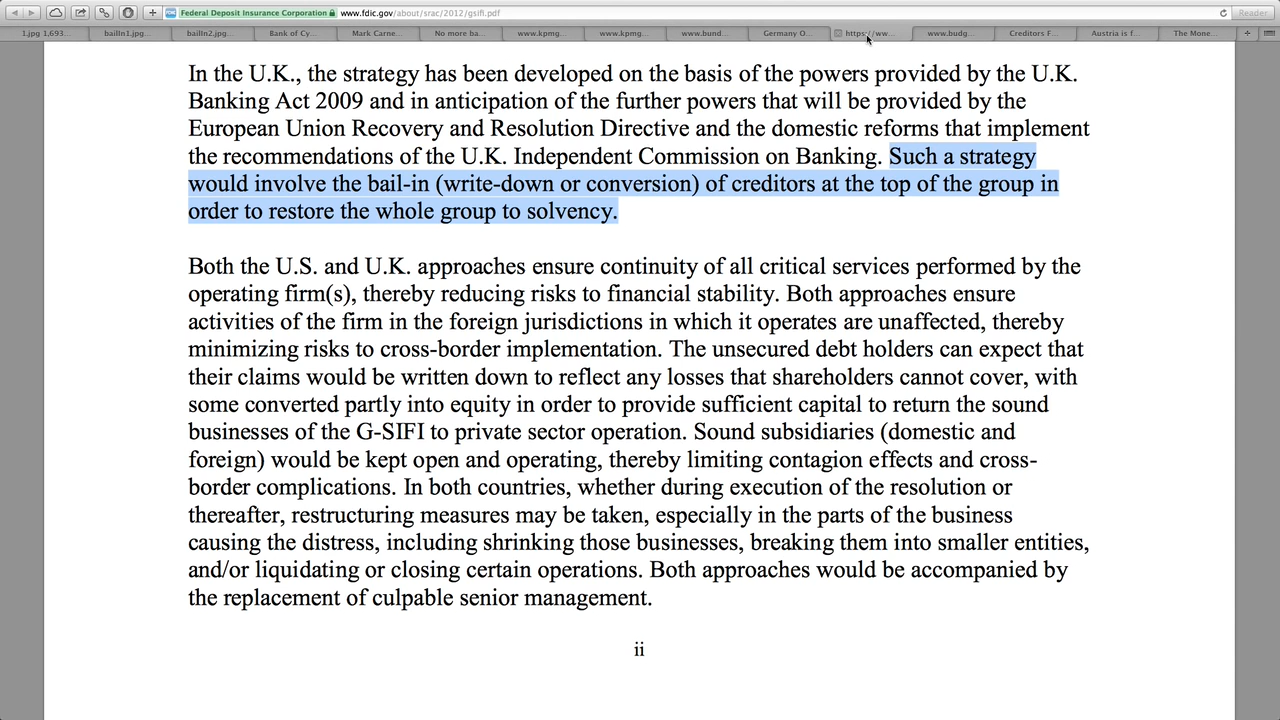 Federal Deposit Insurance Corporation www.fdic.gov/about/srac/2012/gsifi.pdf Reader
1.jpg 1,693... bailIn1.jpg... bailIn2.jpg... Bank of Cy... Mark Carne... No more ba... www.kpmg... www.kpmg... www.bund... Germany O... https://ww... www.budg... Creditors F... Austria is f... The Mone...
In the U.K., the strategy has been developed on the basis of the powers provided by the U.K.
Banking Act 2009 and in anticipation of the further powers that will be provided by the
European Union Recovery and Resolution Directive and the domestic reforms that implement
the recommendations of the U.K. Independent Commission on Banking. Such a strategy
would involve the bail-in (write-down or conversion) of creditors at the top of the group in
order to restore the whole group to solvency.
Both the U.S. and U.K. approaches ensure continuity of all critical services performed by the
operating firm(s), thereby reducing risks to financial stability. Both approaches ensure
activities of the firm in the foreign jurisdictions in which it operates are unaffected, thereby
minimizing risks to cross-border implementation. The unsecured debt holders can expect that
their claims would be written down to reflect any losses that shareholders cannot cover, with
some converted partly into equity in order to provide sufficient capital to return the sound
businesses of the G-SIFI to private sector operation. Sound subsidiaries (domestic and
foreign) would be kept open and operating, thereby limiting contagion effects and cross-
border complications. In both countries, whether during execution of the resolution or
thereafter, restructuring measures may be taken, especially in the parts of the business
causing the distress, including shrinking those businesses, breaking them into smaller entities,
and/or liquidating or closing certain operations. Both approaches would be accompanied by
the replacement of culpable senior management.
ii